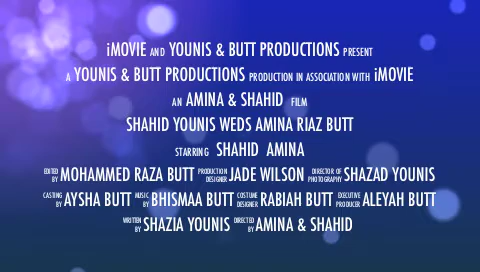 iMOVIE AND YOUNIS & BUTT PRODUCTIONS PRESENT
A YOUNIS & BUTT PRODUCTIONS PRODUCTION IN ASSOCIATION WITH iMOVIE
AN AMINA & SHAHID FILM
SHAHID YOUNIS WEDS AMINA RIAZ BUTT
STARRING SHAHID AMINA
EDITED BY MOHAMMED RAZA BUTT PRODUCTION DESIGNER JADE WILSON DIRECTOR OF PHOTOGRAPHY SHAZAD YOUNIS
CASTING BY AYSHA BUTT MUSIC BY BHISMAA BUTT COSTUME DESIGNER RABIAH BUTT EXECUTIVE PRODUCER ALEYAH BUTT
WRITTEN BY SHAZIA YOUNIS DIRECTED BY AMINA & SHAHID